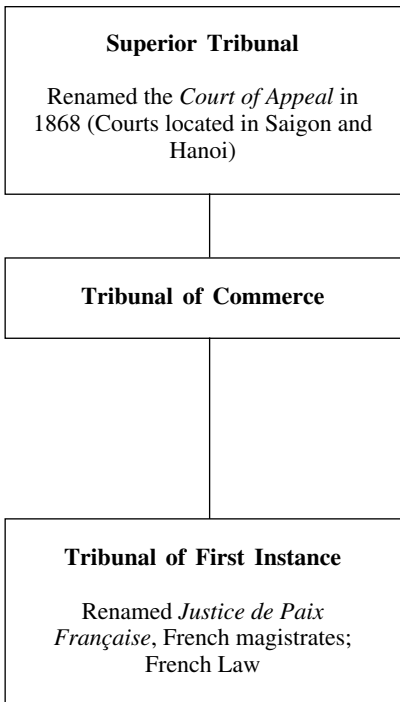 Superior Tribunal
Renamed the Court of Appeal in
1868 (Courts located in Saigon and
Hanoi)
Tribunal of Commerce
Tribunal of First Instance
Renamed Justice de Paix
Française, French magistrates;
French Law